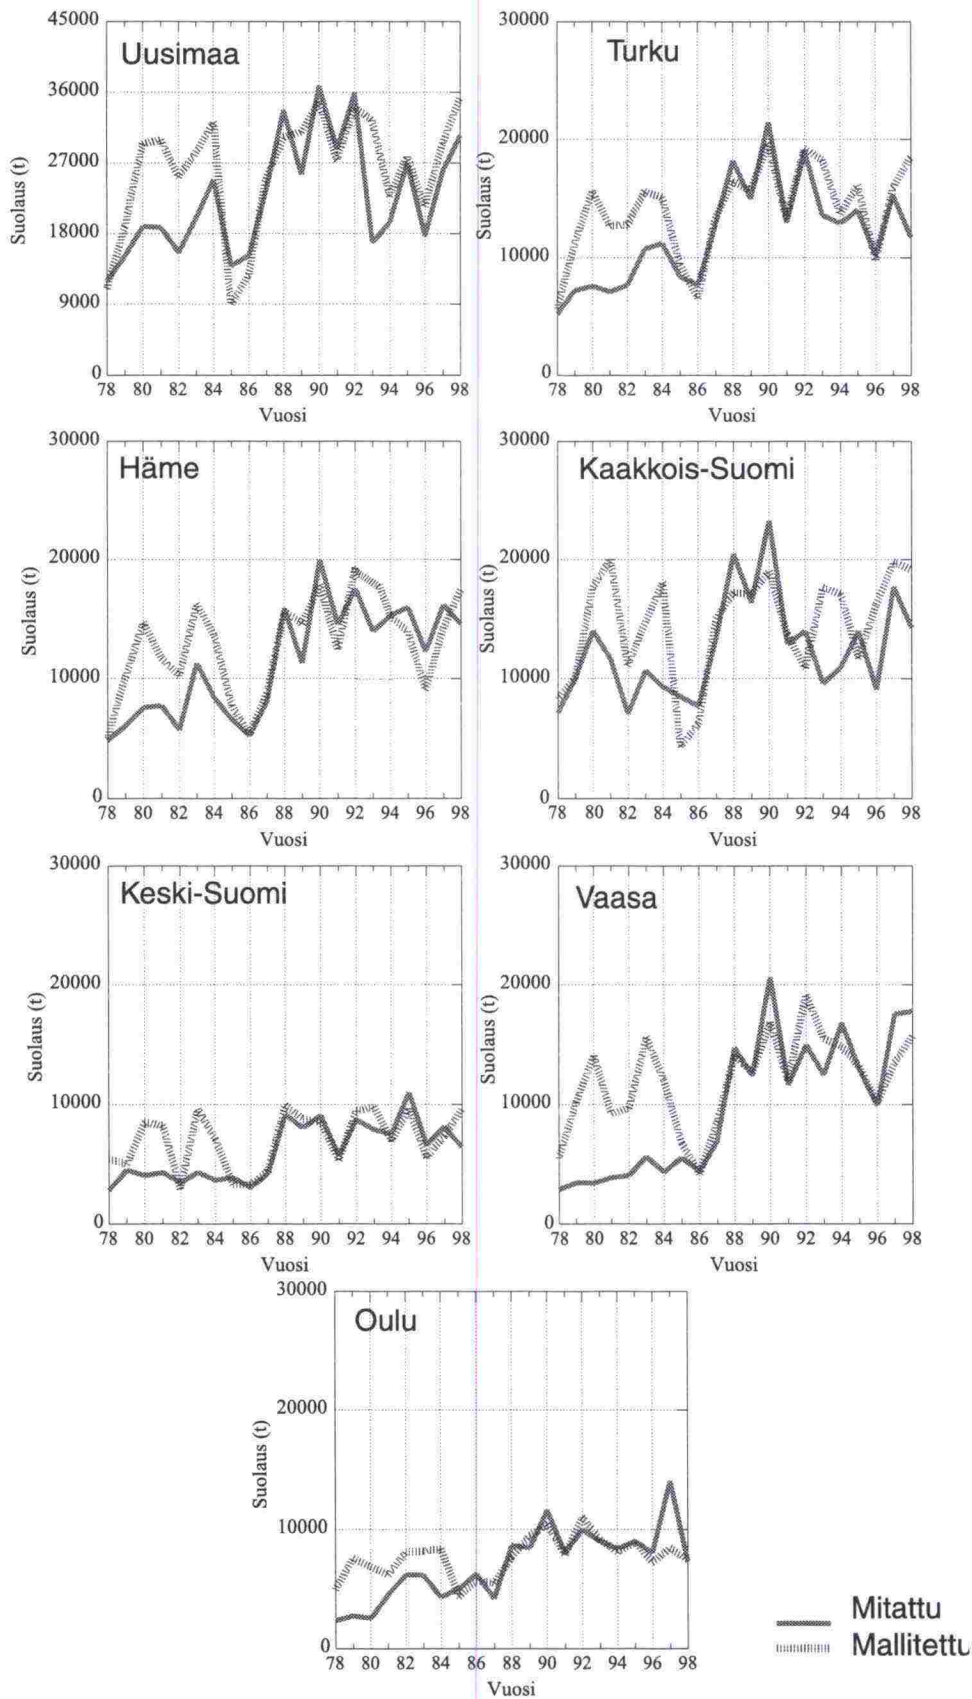 Uusimaa
Suolaus (t)
45000
36000
27000
18000
9000
0
78 80 82 84 86 88 90 92 94 96 98
Vuosi
Turku
Suolaus (t)
30000
20000
10000
0
78 80 82 84 86 88 90 92 94 96 98
Vuosi
Häme
Suolaus (t)
30000
20000
10000
0
78 80 82 84 86 88 90 92 94 96 98
Vuosi
Kaakkois-Suomi
Suolaus (t)
30000
20000
10000
0
78 80 82 84 86 88 90 92 94 96 98
Vuosi
Keski-Suomi
Suolaus (t)
30000
20000
10000
0
78 80 82 84 86 88 90 92 94 96 98
Vuosi
Vaasa
Suolaus (t)
30000
20000
10000
0
78 80 82 84 86 88 90 92 94 96 98
Vuosi
Oulu
Suolaus (t)
30000
20000
10000
0
78 80 82 84 86 88 90 92 94 96 98
Vuosi
Mitattu
Mallitettu